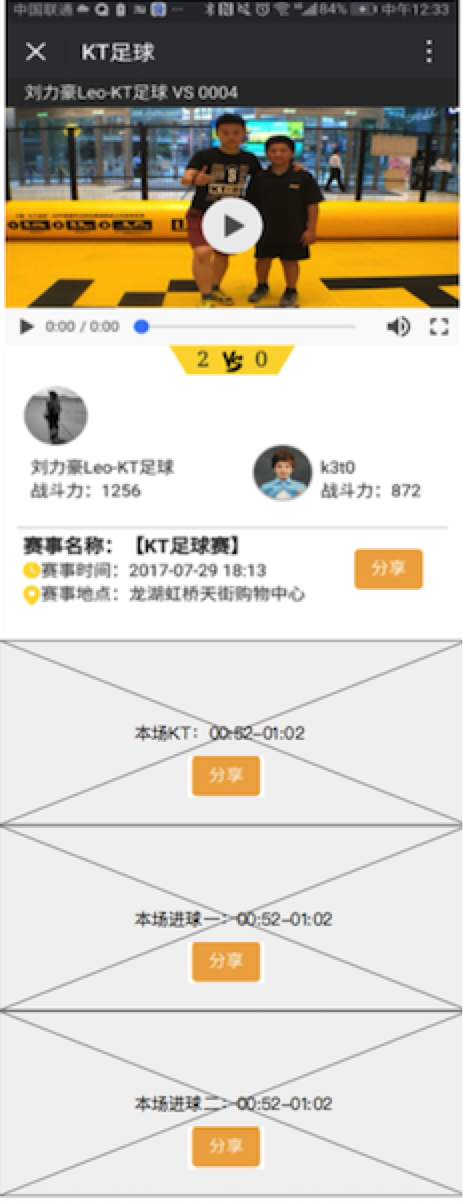 中国联通
84% 中午12:33
KT足球
刘力豪Leo-KT足球 VS 0004
0:00 / 0:00
2 VS 0
刘力豪Leo-KT足球
战斗力：1256
k3t0
战斗力：872
赛事名称：【KT足球赛】
赛事时间：2017-07-29 18:13
分享
赛事地点：龙湖虹桥天街购物中心
本场KT：00:52-01:02
分享
本场进球一：00:52-01:02
分享
本场进球二：00:52-01:02
分享